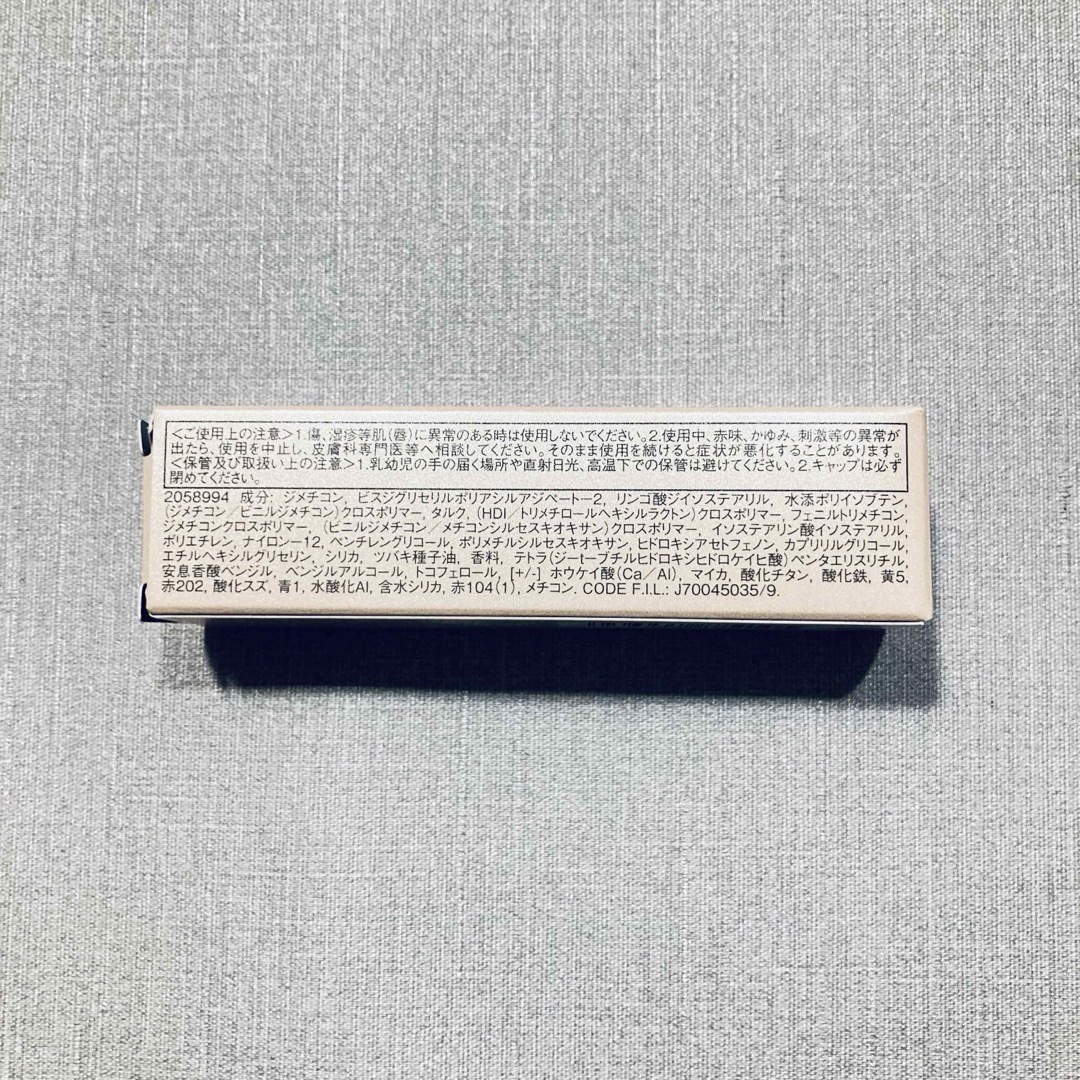 <ご使用上の注意>1.傷、湿疹等肌(唇)に異常のある時は使用しないでください。2.使用中、赤味、かゆみ、刺激等の異常が
出たら、使用を中止し、皮膚科専門医等へ相談してください。そのまま使用を続けると症状が悪化することがあります。
<保管及び取扱い上の注意>1.乳幼児の手の届く場所や直射日光、高温下での保管は避けてください。2.キャップは必ず
閉めてください。
2058994 成分: ジメチコン, ビスジグリセリルポリアシルアジペート-2, リンゴ酸ジイソステアリル, 水添ポリイソブテン,
(ジメチコン/ビニルジメチコン)クロスポリマー, タルク, (HDI/トリメチロールヘキシルラクトン)クロスポリマー, フェニルトリメチコン,
ジメチコンクロスポリマー, (ビニルジメチコン/メチコンシルセスキオキサン)クロスポリマー, イソステアリン酸イソステアリル,
ポリエチレン, ナイロン-12, ペンチレングリコール, ポリメチルシルセスキオキサン, ヒドロキシアセトフェノン, カプリリルグリコール,
エチルヘキシルグリセリン, シリカ, ツバキ種子油, 香料, テトラ(ジ-t-ブチルヒドロキシヒドロケイヒ酸)ペンタエリスリチル,
安息香酸ベンジル, ベンジルアルコール, トコフェロール, [+/-] ホウケイ酸(Ca/Al), マイカ, 酸化チタン, 酸化鉄, 黄5,
赤202, 酸化スズ, 青1, 水酸化Al, 含水シリカ, 赤104(1), メチコン. CODE F.I.L.: J70045035/9.